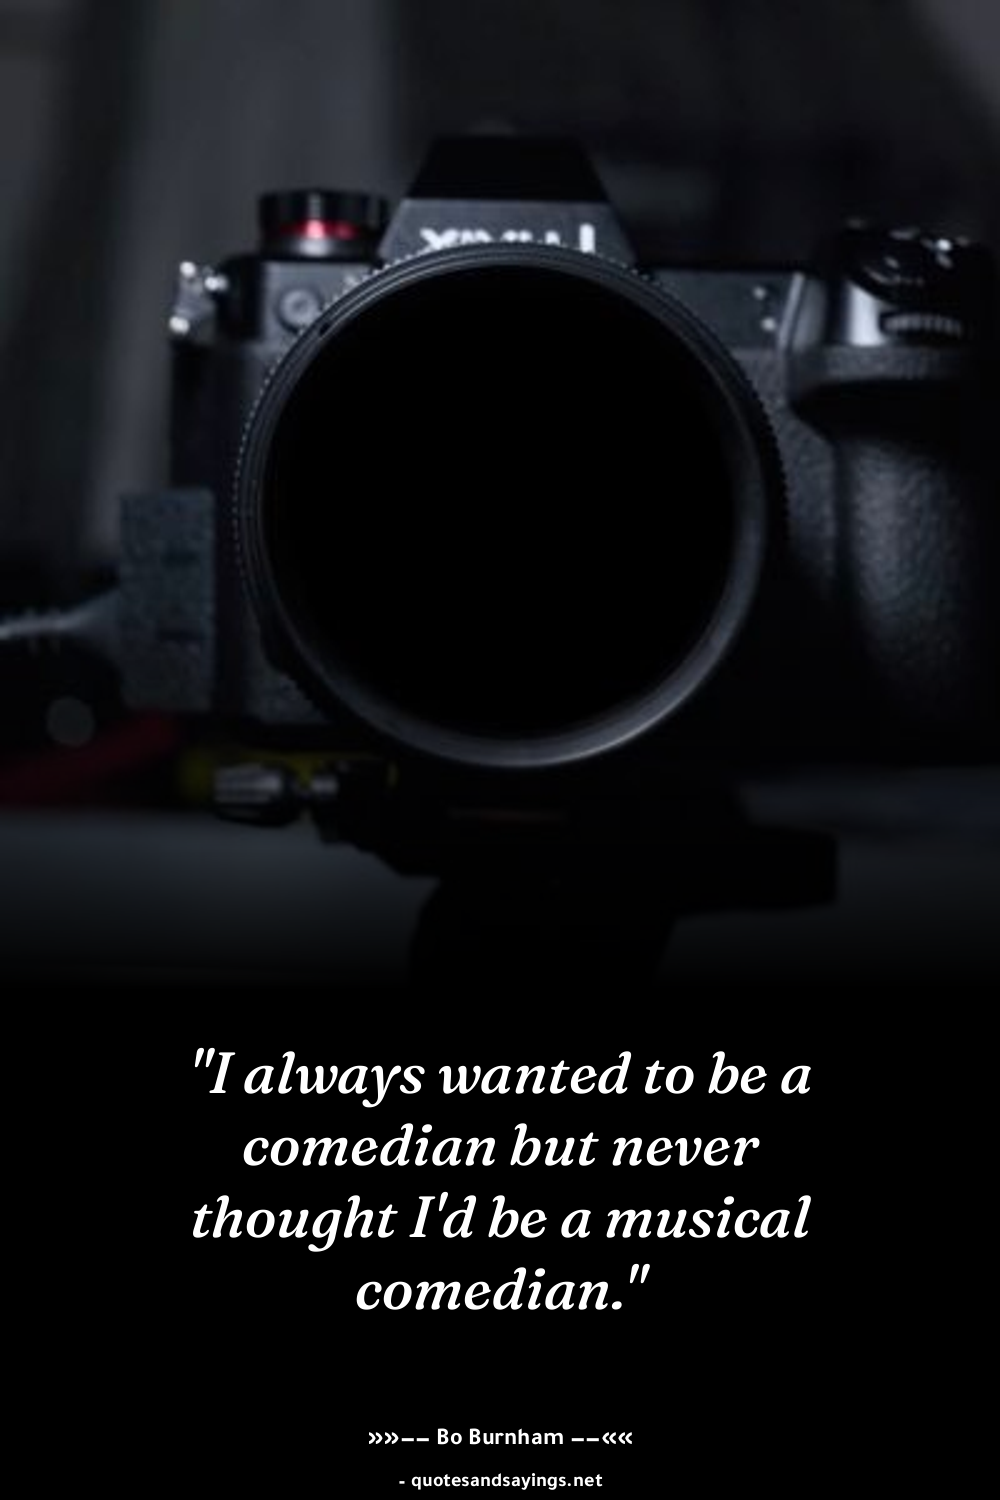 "I always wanted to be a
comedian but never
thought I'd be a musical
comedian."
»»−− Bo Burnham −−««
- quotesandsayings.net